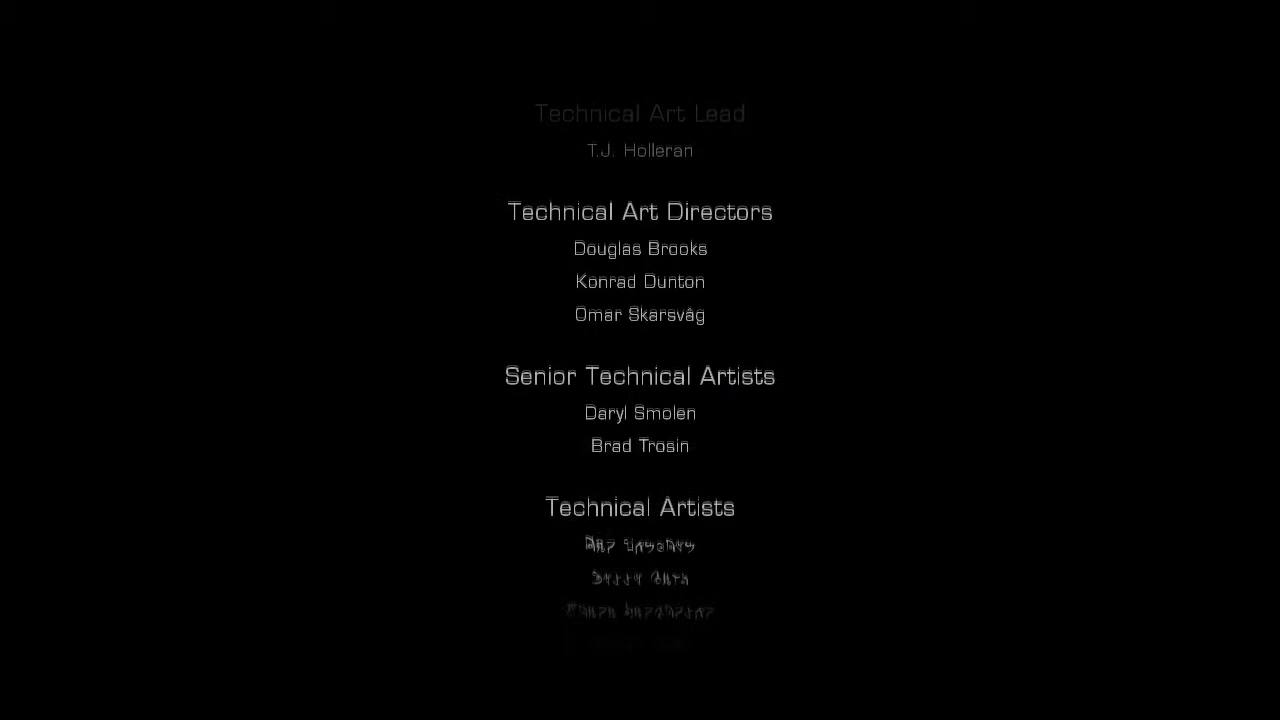 Technical Art Lead
T.J. Holleran
Technical Art Directors
Douglas Brooks
Konrad Dunton
Omar Skarsvåg
Senior Technical Artists
Daryl Smolen
Brad Trosin
Technical Artists